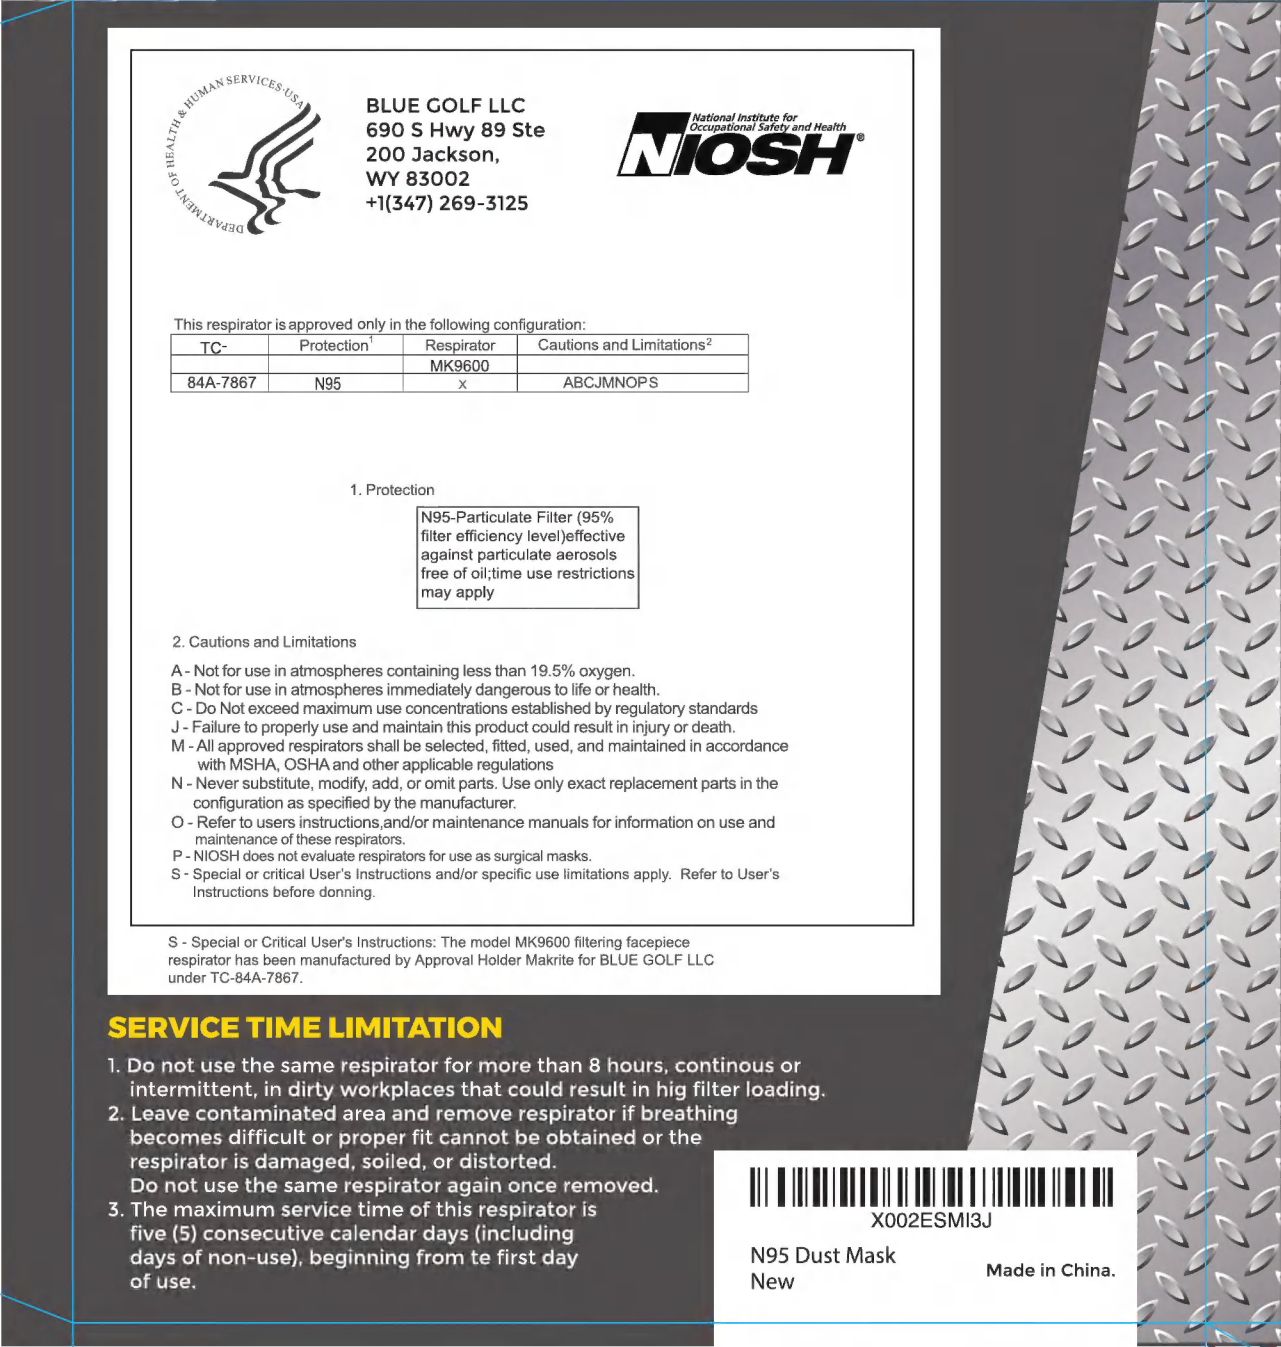 DEPARTMENT OF HEALTH & HUMAN SERVICES·USA
BLUE GOLF LLC
690 S Hwy 89 Ste
200 Jackson,
WY 83002
+1(347) 269-3125
National Institute for
Occupational Safety and Health
NIOSH®
This respirator is approved only in the following configuration:
TC- Protection1 Respirator Cautions and Limitations2
MK9600
84A-7867 N95 x ABCJMNOPS
1. Protection
N95-Particulate Filter (95%
filter efficiency level)effective
against particulate aerosols
free of oil;time use restrictions
may apply
2. Cautions and Limitations
A - Not for use in atmospheres containing less than 19.5% oxygen.
B - Not for use in atmospheres immediately dangerous to life or health.
C - Do Not exceed maximum use concentrations established by regulatory standards
J - Failure to properly use and maintain this product could result in injury or death.
M - All approved respirators shall be selected, fitted, used, and maintained in accordance
with MSHA, OSHA and other applicable regulations
N - Never substitute, modify, add, or omit parts. Use only exact replacement parts in the
configuration as specified by the manufacturer.
O - Refer to users instructions,and/or maintenance manuals for information on use and
maintenance of these respirators.
P - NIOSH does not evaluate respirators for use as surgical masks.
S - Special or critical User's Instructions and/or specific use limitations apply. Refer to User's
Instructions before donning.
S - Special or Critical User's Instructions: The model MK9600 filtering facepiece
respirator has been manufactured by Approval Holder Makrite for BLUE GOLF LLC
under TC-84A-7867.
SERVICE TIME LIMITATION
1. Do not use the same respirator for more than 8 hours, continous or
intermittent, in dirty workplaces that could result in hig filter loading.
2. Leave contaminated area and remove respirator if breathing
becomes difficult or proper fit cannot be obtained or the
respirator is damaged, soiled, or distorted.
Do not use the same respirator again once removed.
3. The maximum service time of this respirator is
five (5) consecutive calendar days (including
days of non-use), beginning from te first day
of use.
X002ESMI3J
N95 Dust Mask
New
Made in China.